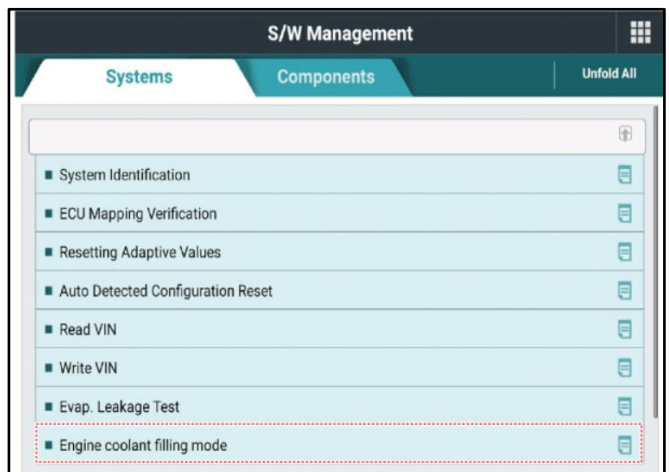 S/W Management
Systems
Components
Unfold All
System Identification
ECU Mapping Verification
Resetting Adaptive Values
Auto Detected Configuration Reset
Read VIN
Write VIN
Evap. Leakage Test
Engine coolant filling mode